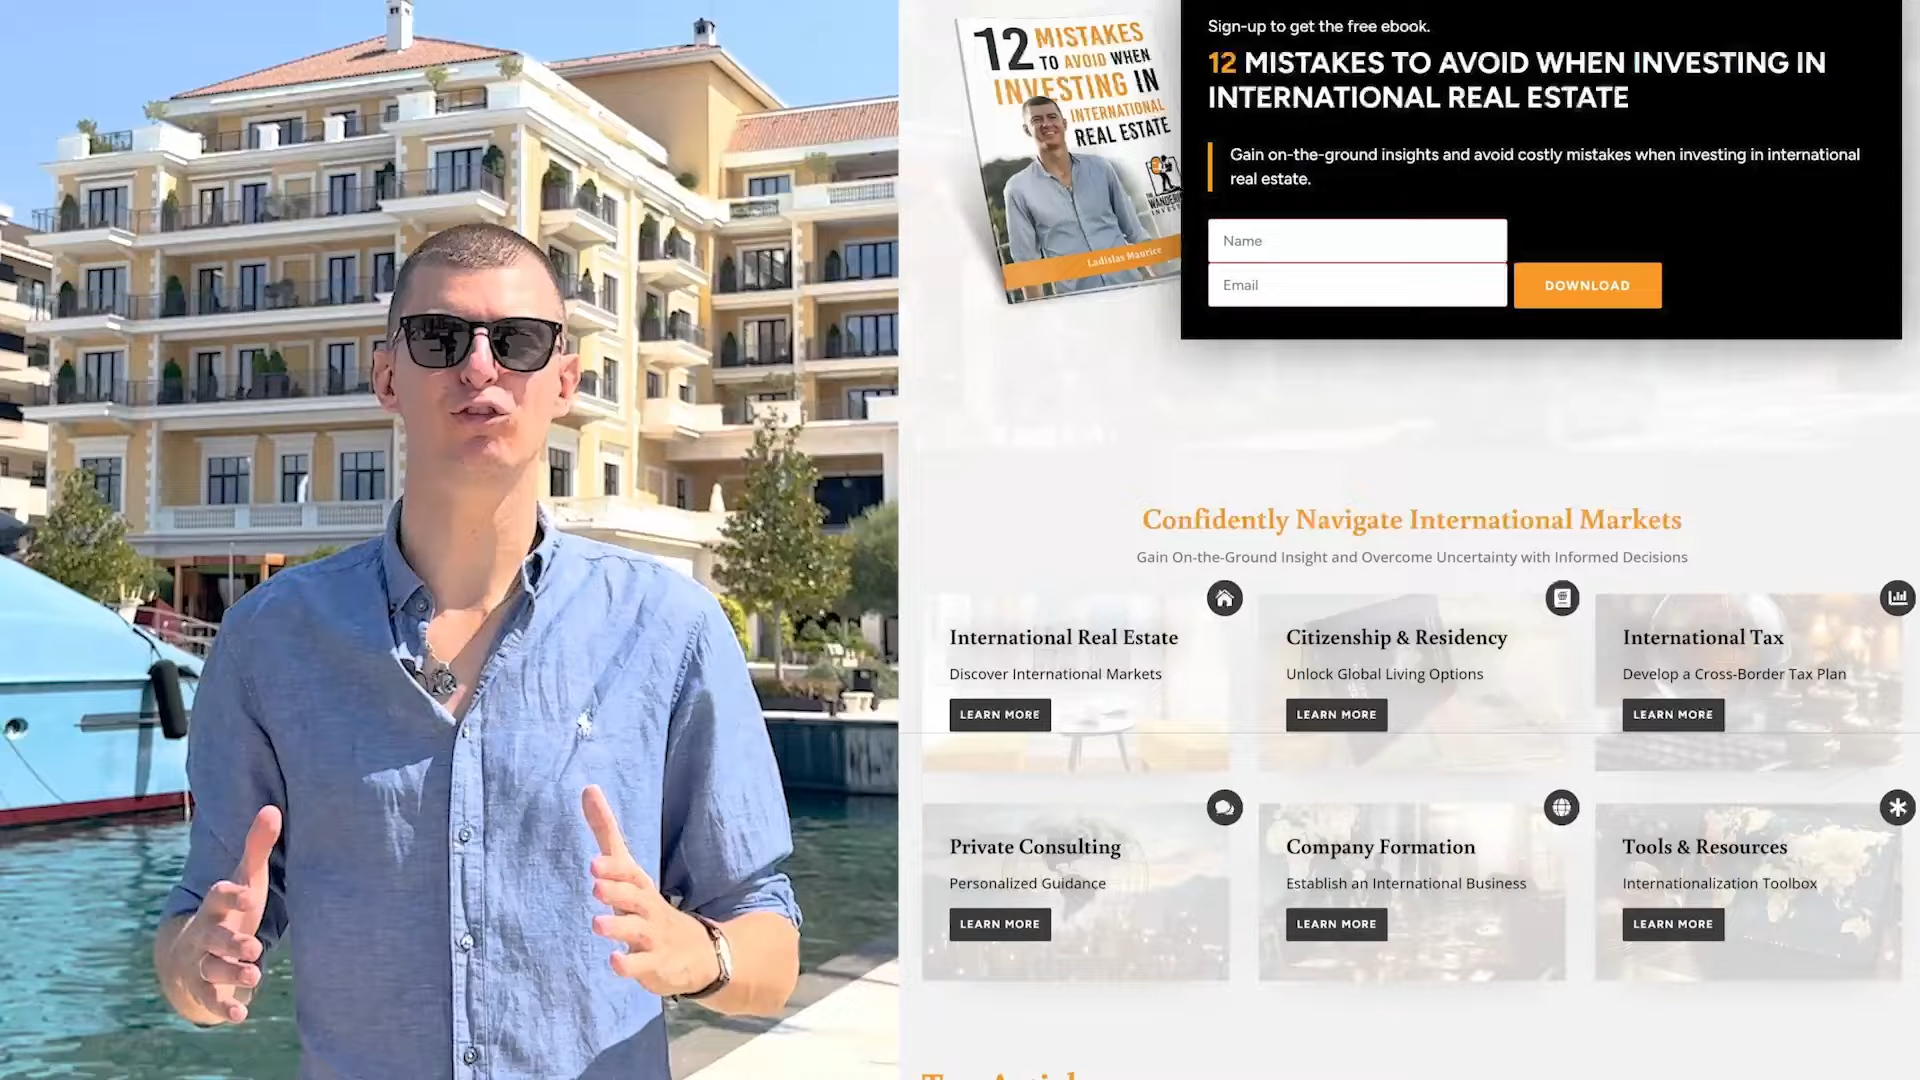 12 MISTAKES
TO AVOID WHEN
INVESTING IN
INTERNATIONAL
REAL ESTATE
THE
Ladislas Maurice
Sign-up to get the free ebook.
12 MISTAKES TO AVOID WHEN INVESTING IN
INTERNATIONAL REAL ESTATE
Gain on-the-ground insights and avoid costly mistakes when investing in international
real estate.
Name
Email
DOWNLOAD
Confidently Navigate International Markets
Gain On-the-Ground Insight and Overcome Uncertainty with Informed Decisions
International Real Estate
Discover International Markets
LEARN MORE
Citizenship & Residency
Unlock Global Living Options
LEARN MORE
International Tax
Develop a Cross-Border Tax Plan
LEARN MORE
Private Consulting
Personalized Guidance
LEARN MORE
Company Formation
Establish an International Business
LEARN MORE
Tools & Resources
Internationalization Toolbox
LEARN MORE